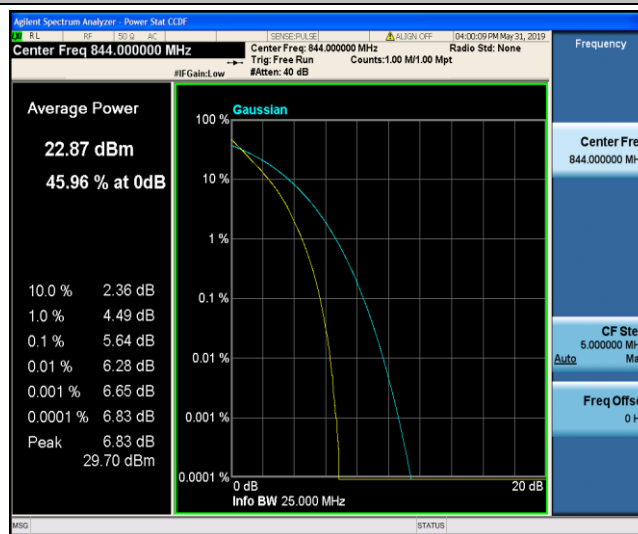 Agilent Spectrum Analyzer - Power Stat CCDF
RL RF 50 Ω AC SENSE:PULSE ALIGN OFF 04:00:09 PM May 31, 2019
Center Freq 844.000000 MHz Center Freq: 844.000000 MHz Radio Std: None
Trig: Free Run Counts:1.00 M/1.00 Mpt
#IFGain:Low #Atten: 40 dB
Frequency
Average Power
22.87 dBm
45.96 % at 0dB
10.0 % 2.36 dB
1.0 % 4.49 dB
0.1 % 5.64 dB
0.01 % 6.28 dB
0.001 % 6.65 dB
0.0001 % 6.83 dB
Peak 6.83 dB
29.70 dBm
Gaussian
100 %
10 %
1 %
0.1 %
0.01 %
0.001 %
0.0001 %
0 dB 20 dB
Info BW 25.000 MHz
Center Fre
844.000000 MH
CF Ste
5.000000 MH
Auto Ma
Freq Offse
0 H
MSG STATUS